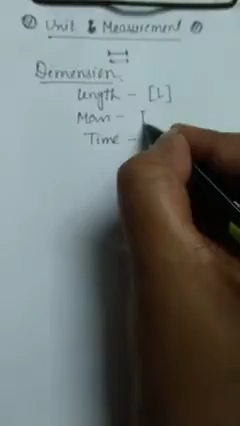 Unit & Measurement
Dimension
Length - [L]
Mass - [
Time -